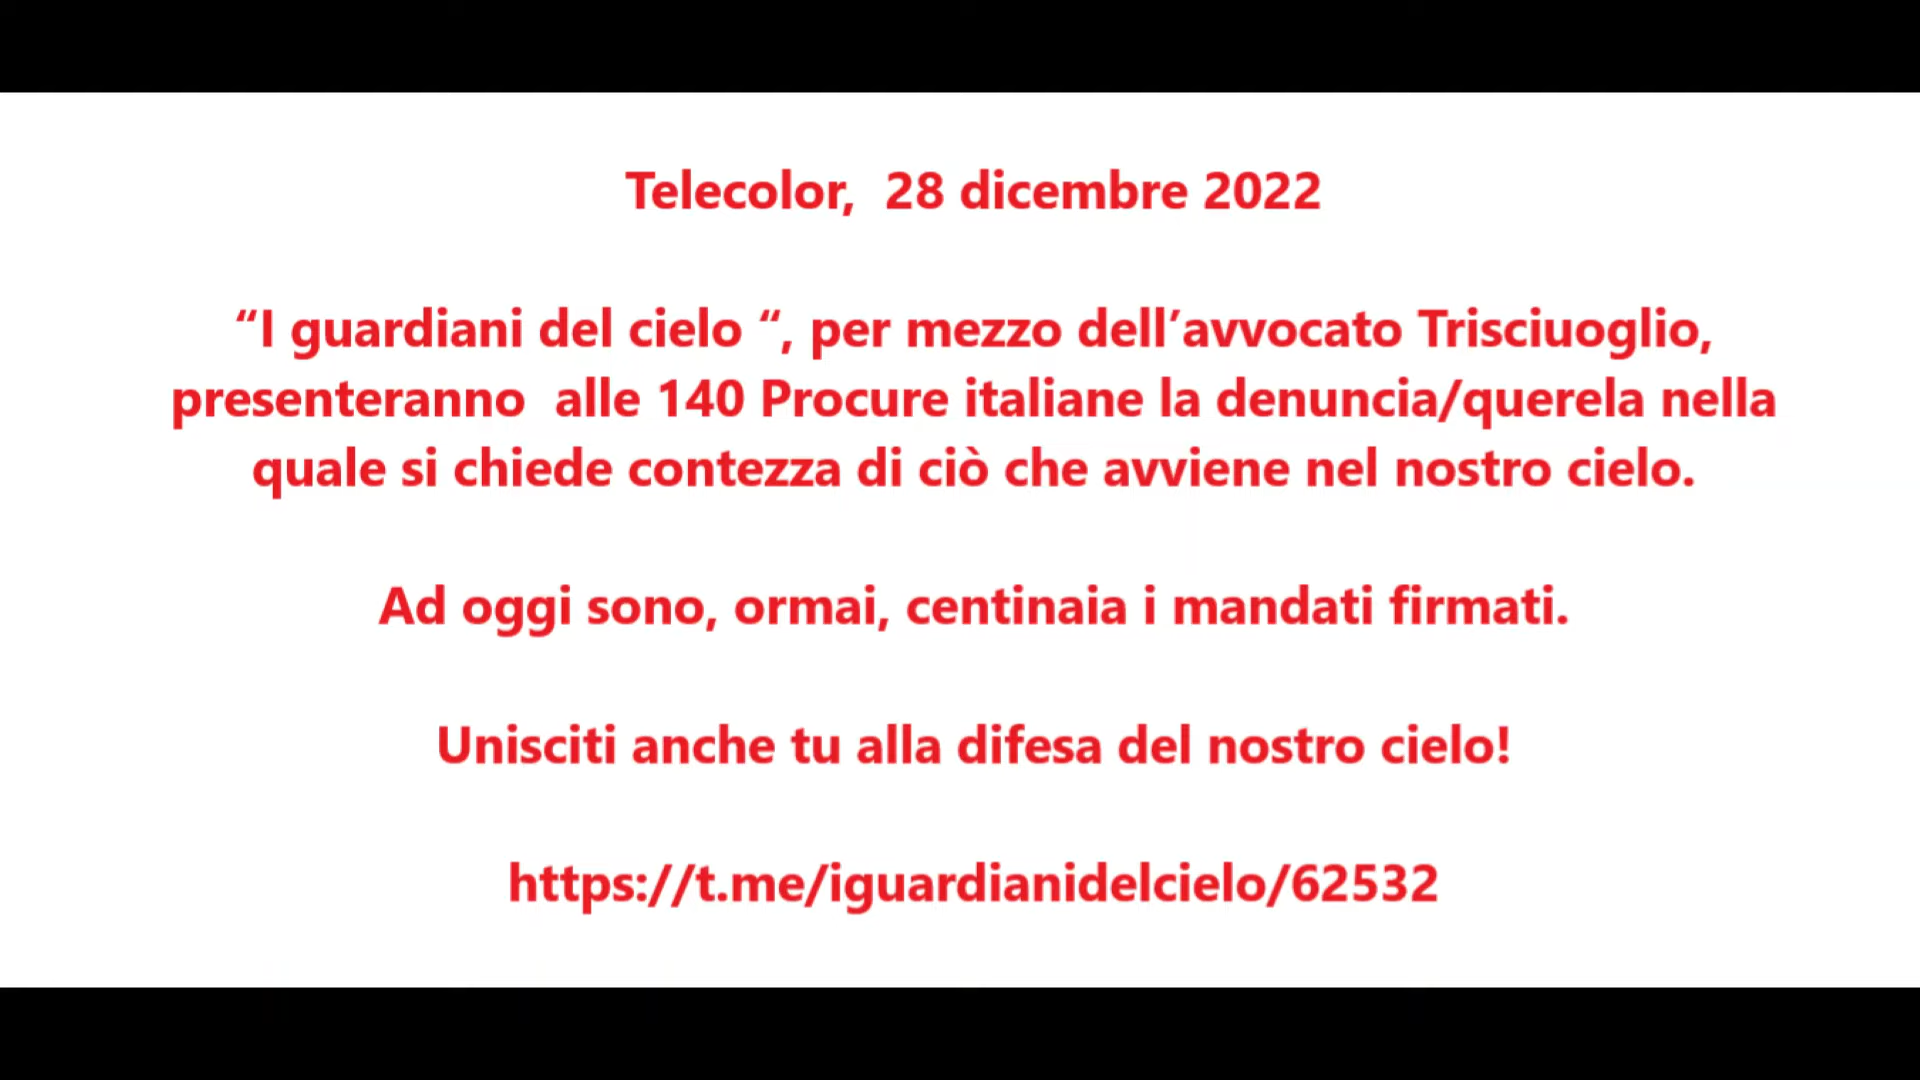 Telecolor,  28 dicembre 2022
“I guardiani del cielo “, per mezzo dell’avvocato Trisciuoglio,
presenteranno  alle 140 Procure italiane la denuncia/querela nella
quale si chiede contezza di ciò che avviene nel nostro cielo.
Ad oggi sono, ormai, centinaia i mandati firmati.
Unisciti anche tu alla difesa del nostro cielo!
https://t.me/iguardianidelcielo/62532